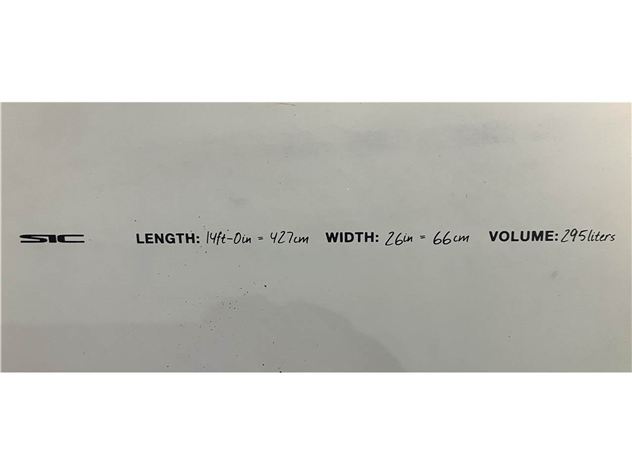 SIC LENGTH: 14ft-0in = 427cm WIDTH: 26in = 66cm VOLUME: 295liters